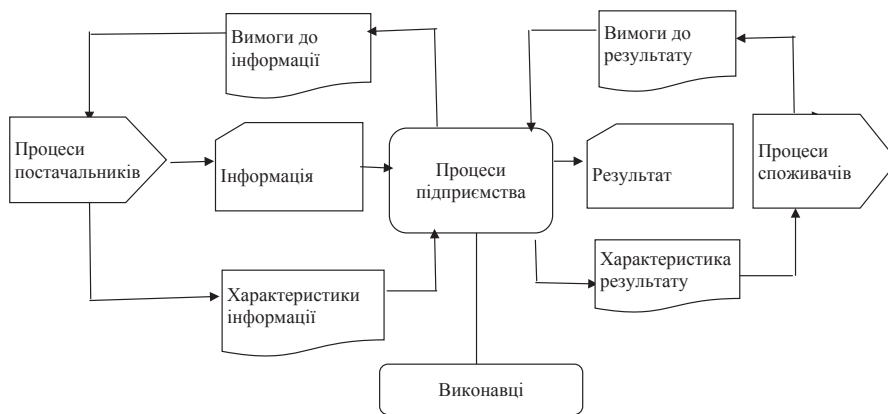 Вимоги до
інформації
Вимоги до
результату
Процеси
постачальників
Інформація
Процеси
підприємства
Результат
Процеси
споживачів
Характеристики
інформації
Характеристика
результату
Виконавці